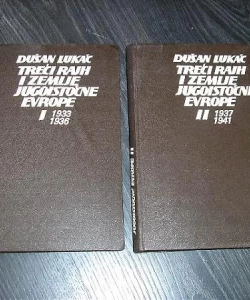 DUŠAN LUKAČ
TREĆI RAJH
I ZEMLJE
JUGOISTOČNE
EVROPE
I 1933
1936
DUŠAN LUKAČ
TREĆI RAJH
I ZEMLJE
JUGOISTOČNE
EVROPE
II 1937
1941